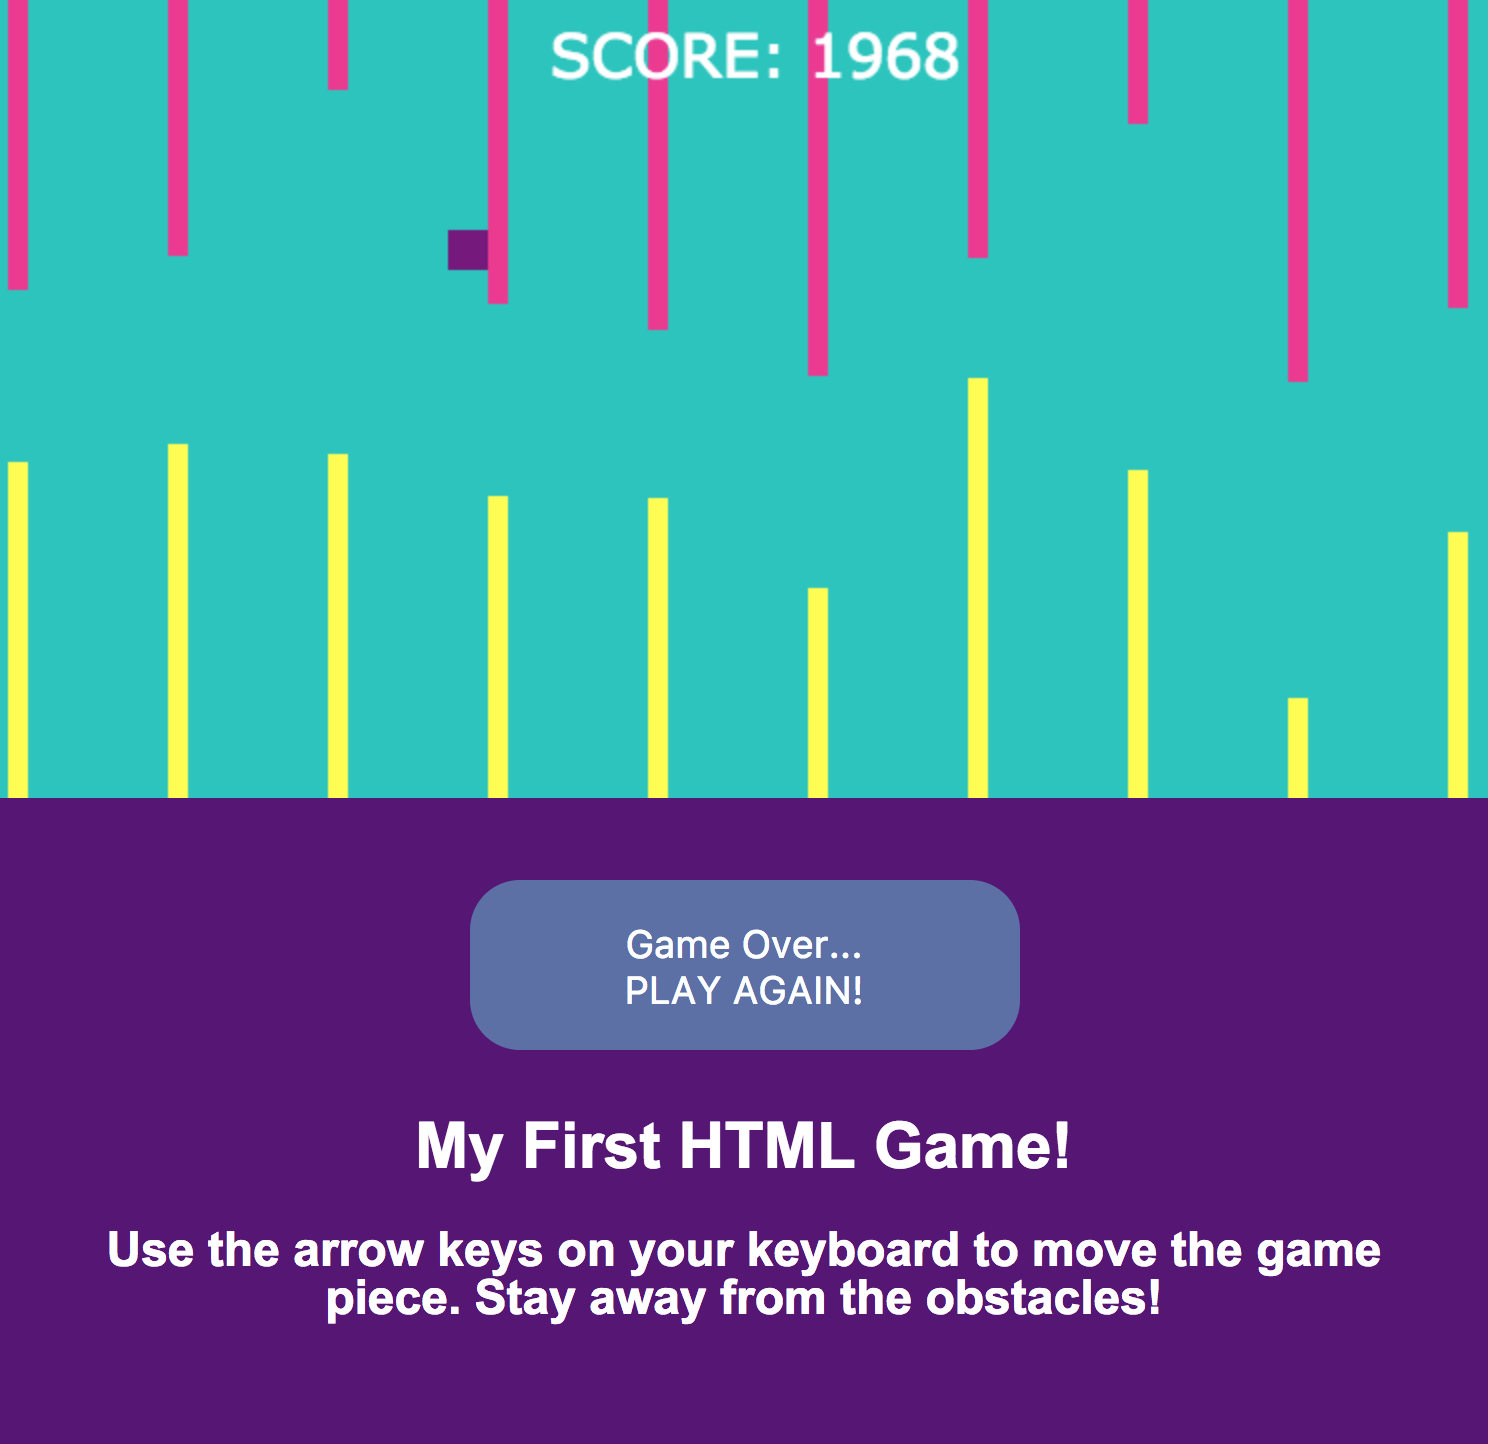 SCORE: 1968
Game Over...
PLAY AGAIN!
My First HTML Game!
Use the arrow keys on your keyboard to move the game
piece. Stay away from the obstacles!